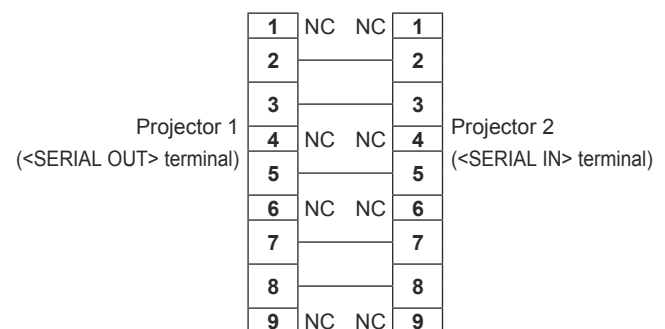 1 NC NC 1
2 2
3 3
Projector 1
(<SERIAL OUT> terminal)
4 NC NC 4
Projector 2
(<SERIAL IN> terminal)
5 5
6 NC NC 6
7 7
8 8
9 NC NC 9